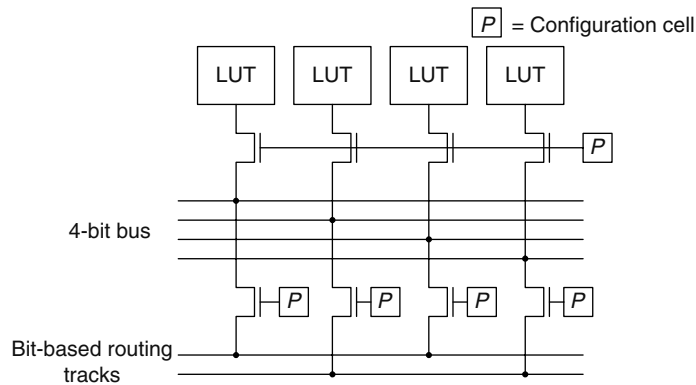 P = Configuration cell
LUT LUT LUT LUT
P
4-bit bus
P P P P
Bit-based routing
tracks